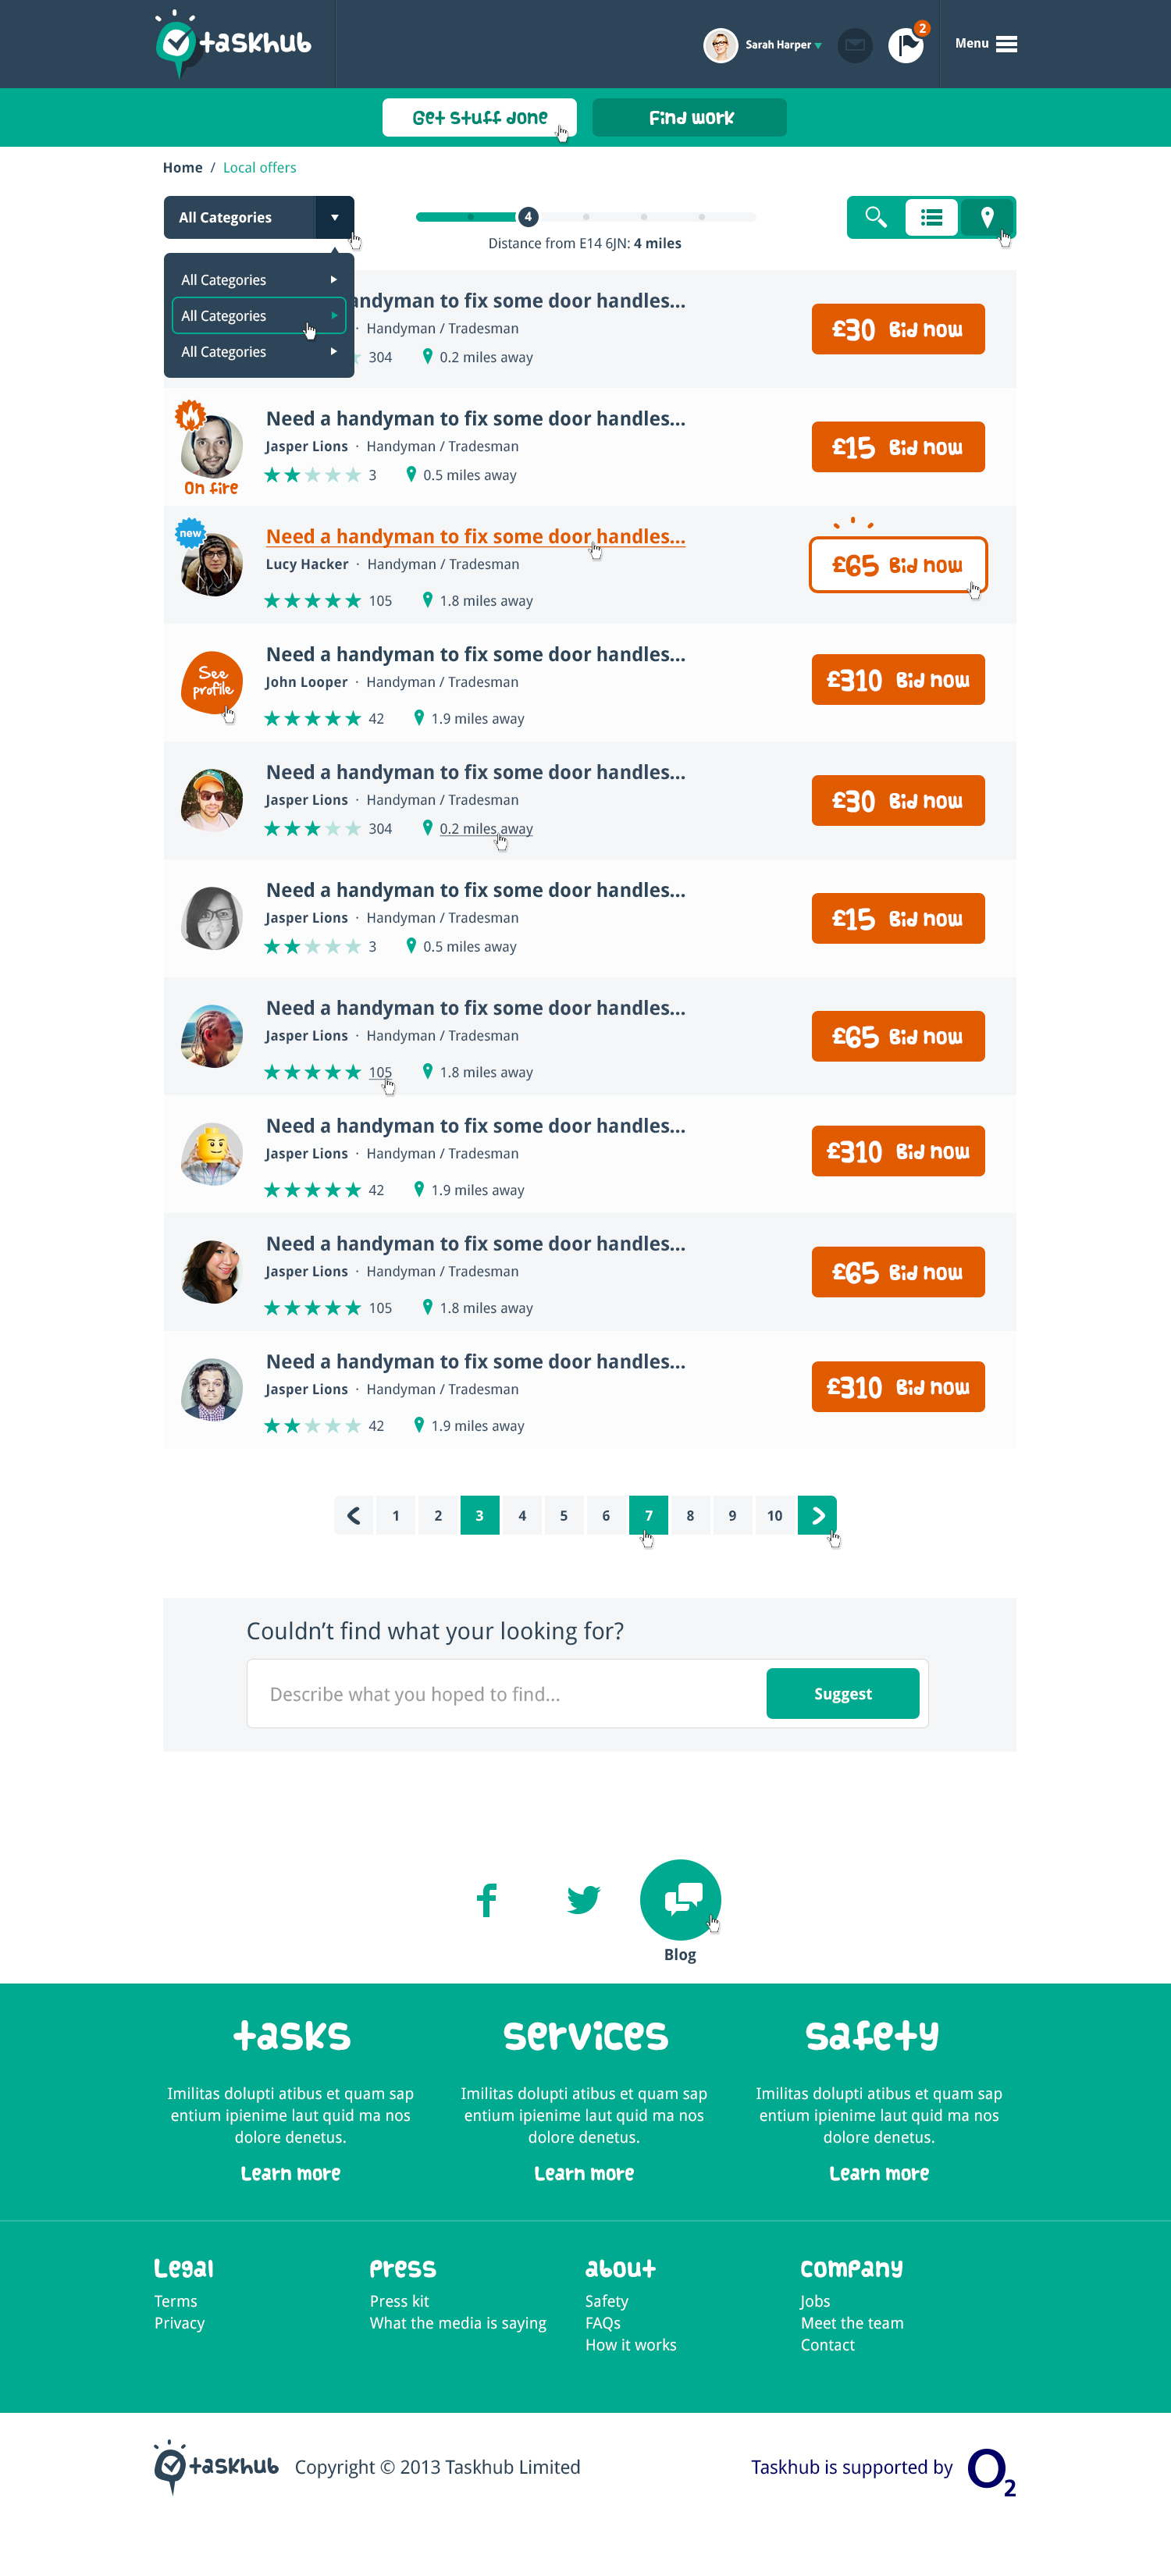 taskhub
Sarah Harper
2
Menu
Get stuff done
Find work
Home / Local offers
All Categories
4
Distance from E14 6JN: 4 miles
All Categories
All Categories
All Categories
andyman to fix some door handles...
· Handyman / Tradesman
304 0.2 miles away
£30 Bid now
Need a handyman to fix some door handles...
Jasper Lions · Handyman / Tradesman
3 0.5 miles away
On fire
£15 Bid now
new
Need a handyman to fix some door handles...
Lucy Hacker · Handyman / Tradesman
105 1.8 miles away
£65 Bid now
See
profile
Need a handyman to fix some door handles...
John Looper · Handyman / Tradesman
42 1.9 miles away
£310 Bid now
Need a handyman to fix some door handles...
Jasper Lions · Handyman / Tradesman
304 0.2 miles away
£30 Bid now
Need a handyman to fix some door handles...
Jasper Lions · Handyman / Tradesman
3 0.5 miles away
£15 Bid now
Need a handyman to fix some door handles...
Jasper Lions · Handyman / Tradesman
105 1.8 miles away
£65 Bid now
Need a handyman to fix some door handles...
Jasper Lions · Handyman / Tradesman
42 1.9 miles away
£310 Bid now
Need a handyman to fix some door handles...
Jasper Lions · Handyman / Tradesman
105 1.8 miles away
£65 Bid now
Need a handyman to fix some door handles...
Jasper Lions · Handyman / Tradesman
42 1.9 miles away
£310 Bid now
1 2 3 4 5 6 7 8 9 10
Couldn't find what your looking for?
Describe what you hoped to find...
Suggest
Blog
tasks
Imilitas dolupti atibus et quam sap
entium ipienime laut quid ma nos
dolore denetus.
Learn more
services
Imilitas dolupti atibus et quam sap
entium ipienime laut quid ma nos
dolore denetus.
Learn more
safety
Imilitas dolupti atibus et quam sap
entium ipienime laut quid ma nos
dolore denetus.
Learn more
Legal
Terms
Privacy
press
Press kit
What the media is saying
about
Safety
FAQs
How it works
company
Jobs
Meet the team
Contact
taskhub Copyright © 2013 Taskhub Limited
Taskhub is supported by O2